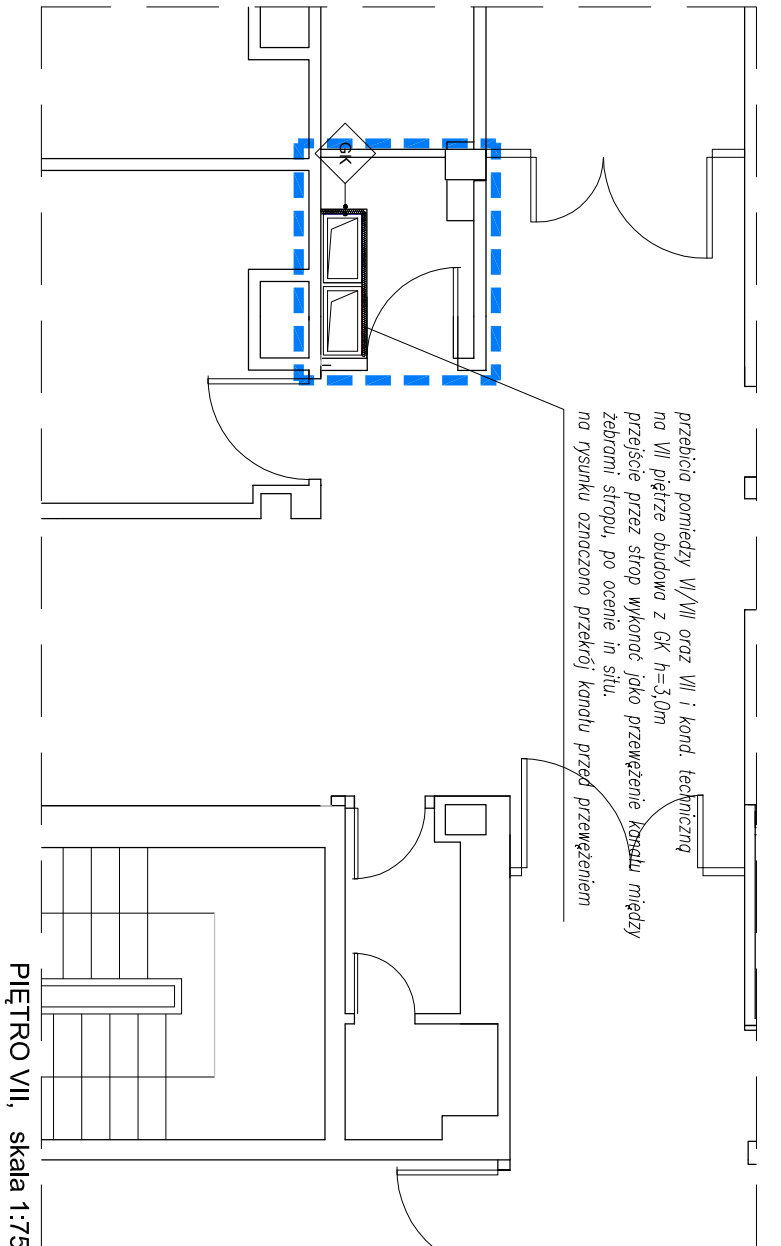 GK
przebicia pomiedzy VI/VII oraz VII i kond. techniczną
na VII piętrze obudowa z GK h=3,0m
przejście przez strop wykonać jako przewężenie kanału między
żebrami stropu, po ocenie in situ.
na rysunku oznaczono przekrój kanału przed przewężeniem
PIĘTRO VII, skala 1:75